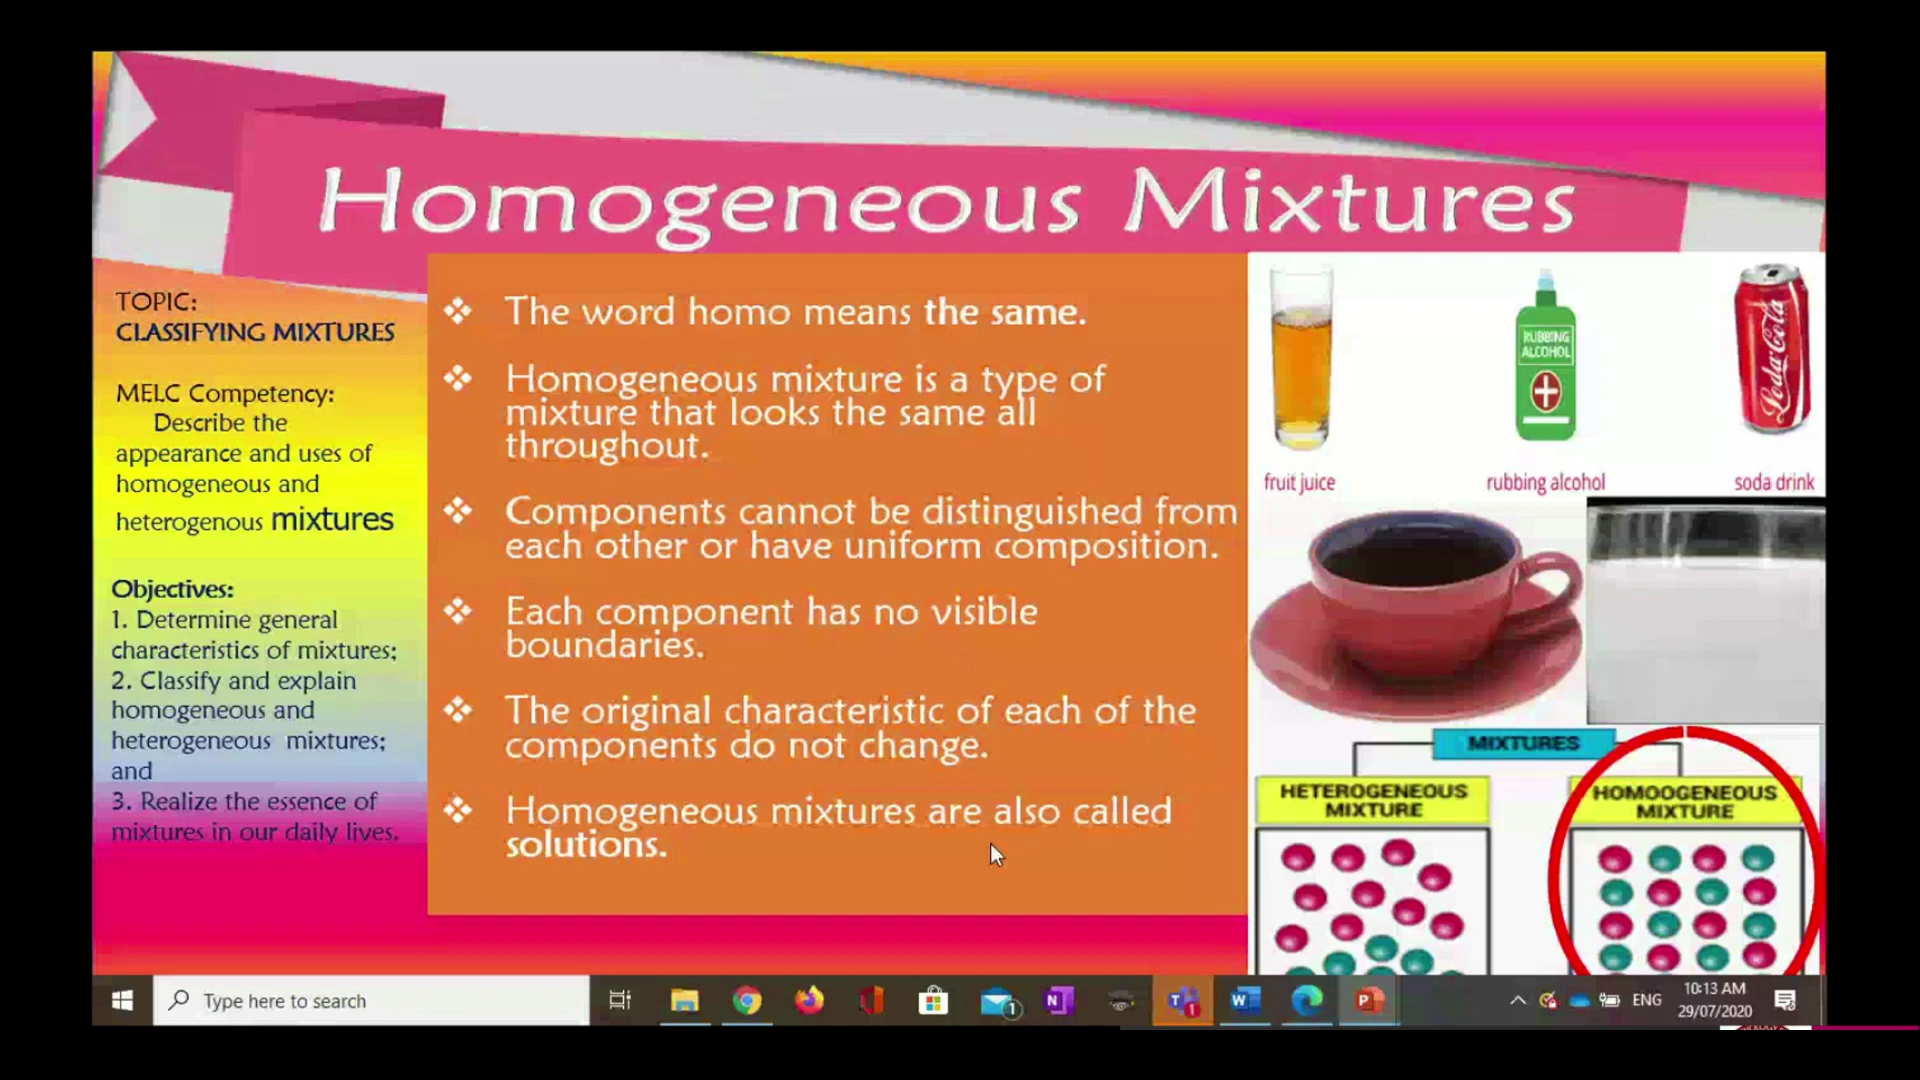 Homogeneous Mixtures
TOPIC:
CLASSIFYING MIXTURES
MELC Competency:
Describe the
appearance and uses of
homogeneous and
heterogenous mixtures
Objectives:
1. Determine general
characteristics of mixtures;
2. Classify and explain
homogeneous and
heterogeneous mixtures;
and
3. Realize the essence of
mixtures in our daily lives.
The word homo means the same.
Homogeneous mixture is a type of
mixture that looks the same all
throughout.
Components cannot be distinguished from
each other or have uniform composition.
Each component has no visible
boundaries.
The original characteristic of each of the
components do not change.
Homogeneous mixtures are also called
solutions.
RUBBING
ALCOHOL
fruit juice
rubbing alcohol
soda drink
MIXTURES
HETEROGENEOUS
MIXTURE
HOMOOGENEOUS
MIXTURE
Type here to search
ENG
10:13 AM
29/07/2020